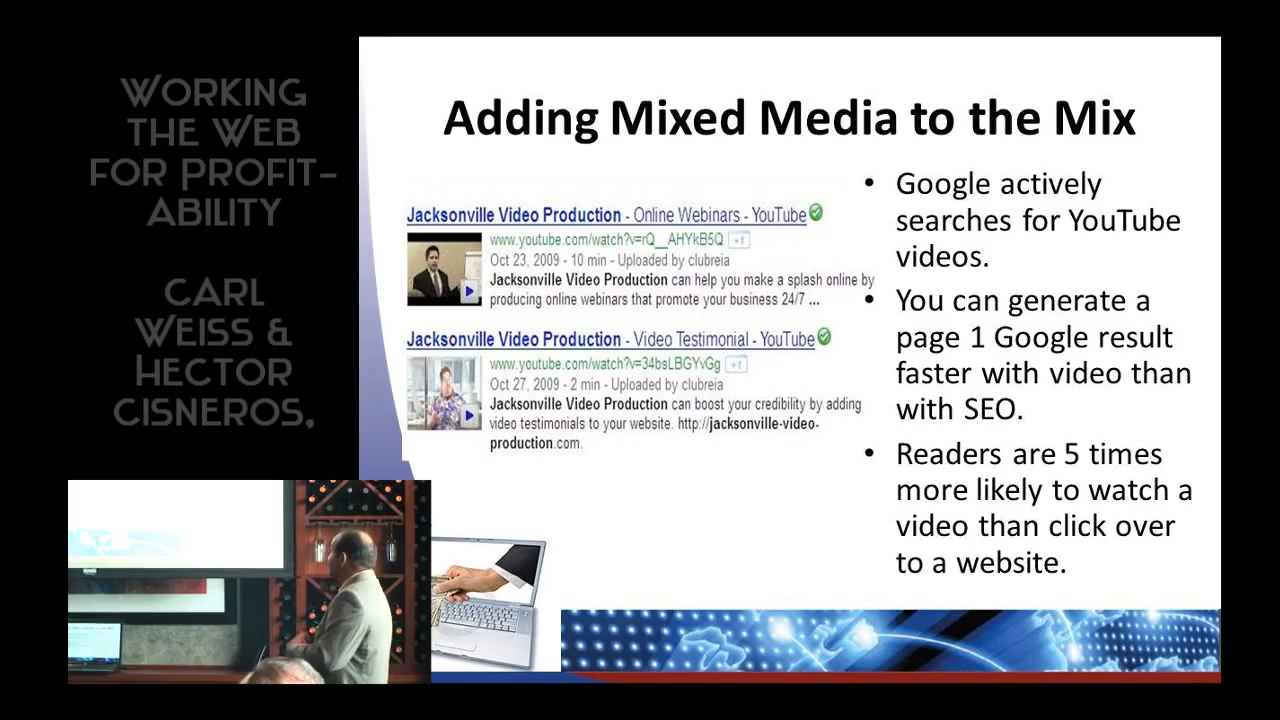 WORKING
THE WEB
FOR PROFIT-
ABILITY
CARL
WEISS &
HECTOR
CISNEROS,
Adding Mixed Media to the Mix
Jacksonville Video Production - Online Webinars - YouTube
www.youtube.com/watch?v=rQ__AHYkB5Q +1
Oct 23, 2009 - 10 min - Uploaded by clubreia
Jacksonville Video Production can help you make a splash online by
producing online webinars that promote your business 24/7 ...
Jacksonville Video Production - Video Testimonial - YouTube
www.youtube.com/watch?v=34bsLBGYvGg +1
Oct 27, 2009 - 2 min - Uploaded by clubreia
Jacksonville Video Production can boost your credibility by adding
video testimonials to your website. http://jacksonville-video-
production.com.
• Google actively
searches for YouTube
videos.
• You can generate a
page 1 Google result
faster with video than
with SEO.
• Readers are 5 times
more likely to watch a
video than click over
to a website.